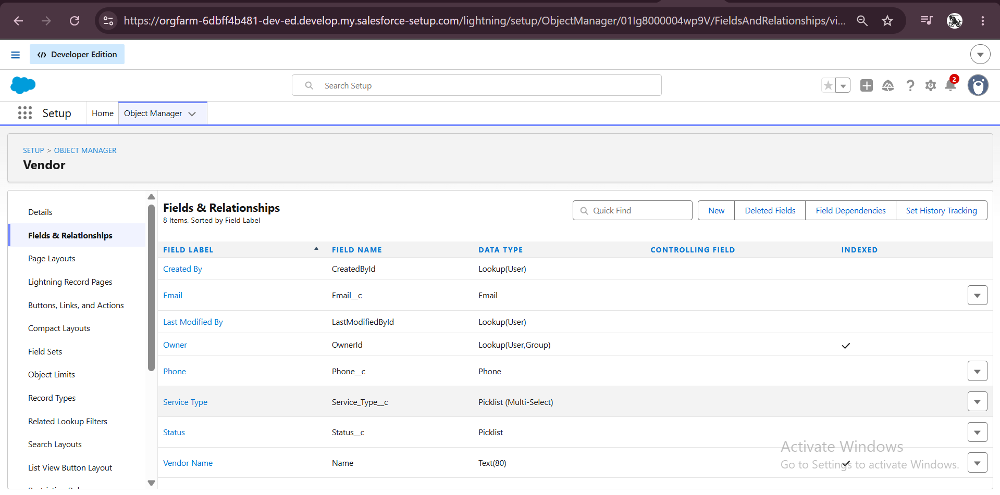 https://orgfarm-6dbff4b481-dev-ed.develop.my.salesforce-setup.com/lightning/setup/ObjectManager/01Ig8000004wp9V/FieldsAndRelationships/vi...
Developer Edition
Search Setup
2
Setup
Home
Object Manager
SETUP > OBJECT MANAGER
Vendor
Details
Fields & Relationships
Page Layouts
Lightning Record Pages
Buttons, Links, and Actions
Compact Layouts
Field Sets
Object Limits
Record Types
Related Lookup Filters
Search Layouts
List View Button Layout
Fields & Relationships
8 Items, Sorted by Field Label
Quick Find
New
Deleted Fields
Field Dependencies
Set History Tracking
FIELD LABEL FIELD NAME DATA TYPE CONTROLLING FIELD INDEXED
Created By CreatedById Lookup(User)
Email Email__c Email
Last Modified By LastModifiedById Lookup(User)
Owner OwnerId Lookup(User,Group)
Phone Phone__c Phone
Service Type Service_Type__c Picklist (Multi-Select)
Status Status__c Picklist
Vendor Name Name Text(80)
Activate Windows
Go to Settings to activate Windows.